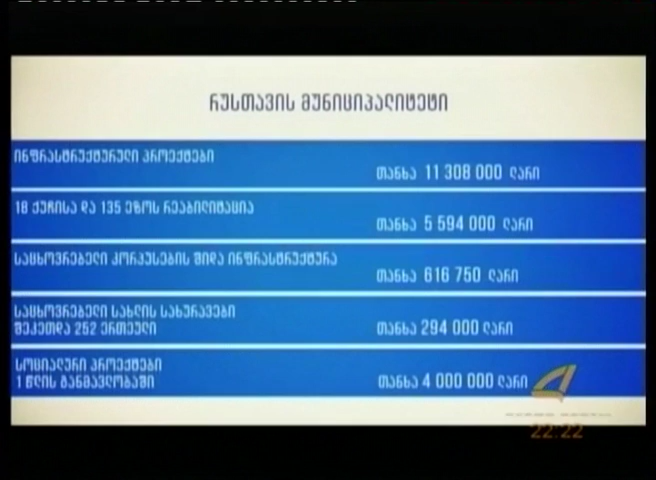 რუსთავის მუნიციპალიტეტი
ინფრასტრუქტურული პროექტები
თანხა 11 308 000 ლარი
18 ქუჩისა და 135 ეზოს რეაბილიტაცია
თანხა 5 594 000 ლარი
საცხოვრებელი კორპუსების შიდა ინფრასტრუქტურა
თანხა 616 750 ლარი
საცხოვრებელი სახლის სახურავები
შეკეთდა 252 ერთეული
თანხა 294 000 ლარი
სოციალური პროექტები
1 წლის განმავლობაში
თანხა 4 000 000 ლარი
22:22